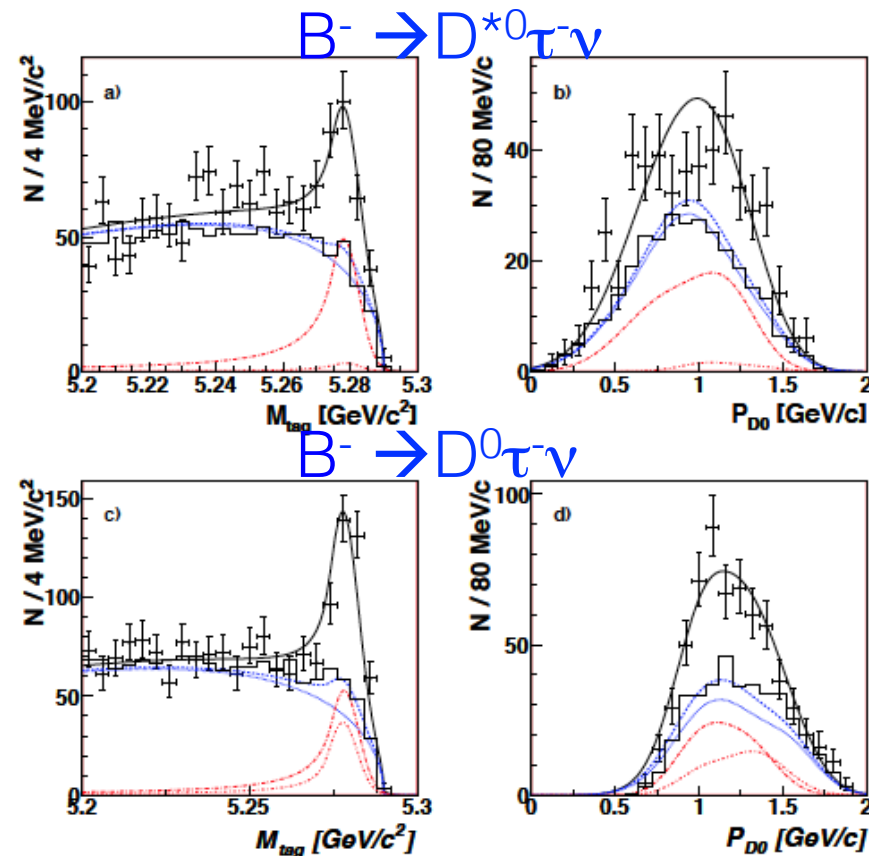 B⁻ →D*⁰τ⁻ν
N / 4 MeV/c²
a)
100
50
0
5.2 5.22 5.24 5.26 5.28 5.3
M_tag [GeV/c²]
N / 80 MeV/c
b)
40
20
0
0 0.5 1 1.5 2
P_D0 [GeV/c]
B⁻ →D⁰τ⁻ν
N / 4 MeV/c²
c)
150
100
50
0
5.2 5.25 5.3
M_tag [GeV/c²]
N / 80 MeV/c
d)
100
50
0
0 0.5 1 1.5 2
P_D0 [GeV/c]